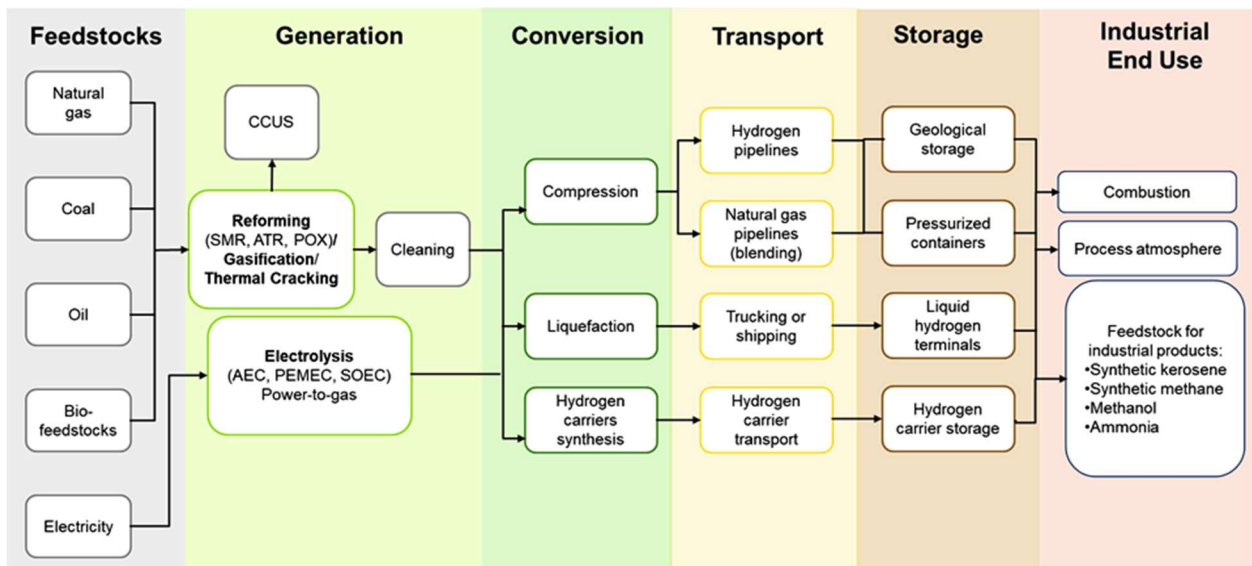 Feedstocks
Generation
Conversion
Transport
Storage
Industrial
End Use
Natural
gas
Coal
Oil
Bio-
feedstocks
Electricity
CCUS
Reforming
(SMR, ATR, POX)/
Gasification/
Thermal Cracking
Cleaning
Electrolysis
(AEC, PEMEC, SOEC)
Power-to-gas
Compression
Liquefaction
Hydrogen
carriers
synthesis
Hydrogen
pipelines
Natural gas
pipelines
(blending)
Trucking or
shipping
Hydrogen
carrier
transport
Geological
storage
Pressurized
containers
Liquid
hydrogen
terminals
Hydrogen
carrier storage
Combustion
Process atmosphere
Feedstock for
industrial products:
•Synthetic kerosene
•Synthetic methane
•Methanol
•Ammonia